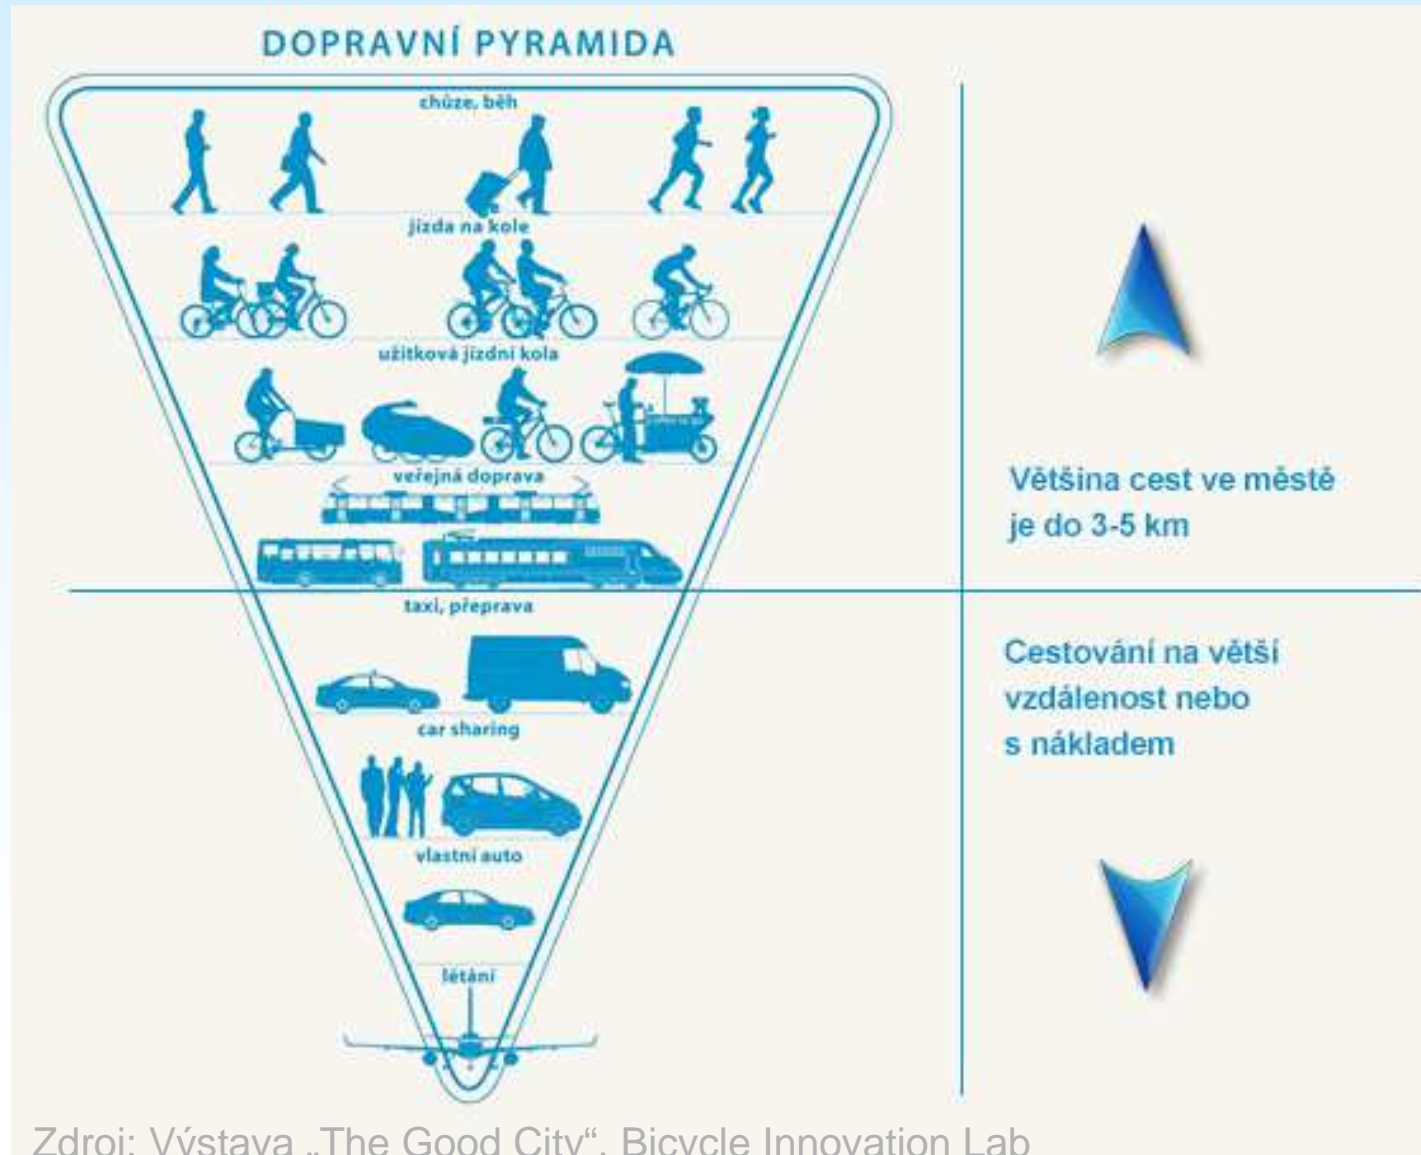 DOPRAVNÍ PYRAMIDA
chůze, běh
jízda na kole
užitková jízdní kola
veřejná doprava
taxi, přeprava
car sharing
vlastní auto
létání
Většina cest ve městě
je do 3-5 km
Cestování na větší
vzdálenost nebo
s nákladem
Zdroj: Výstava „The Good City“, Bicycle Innovation Lab